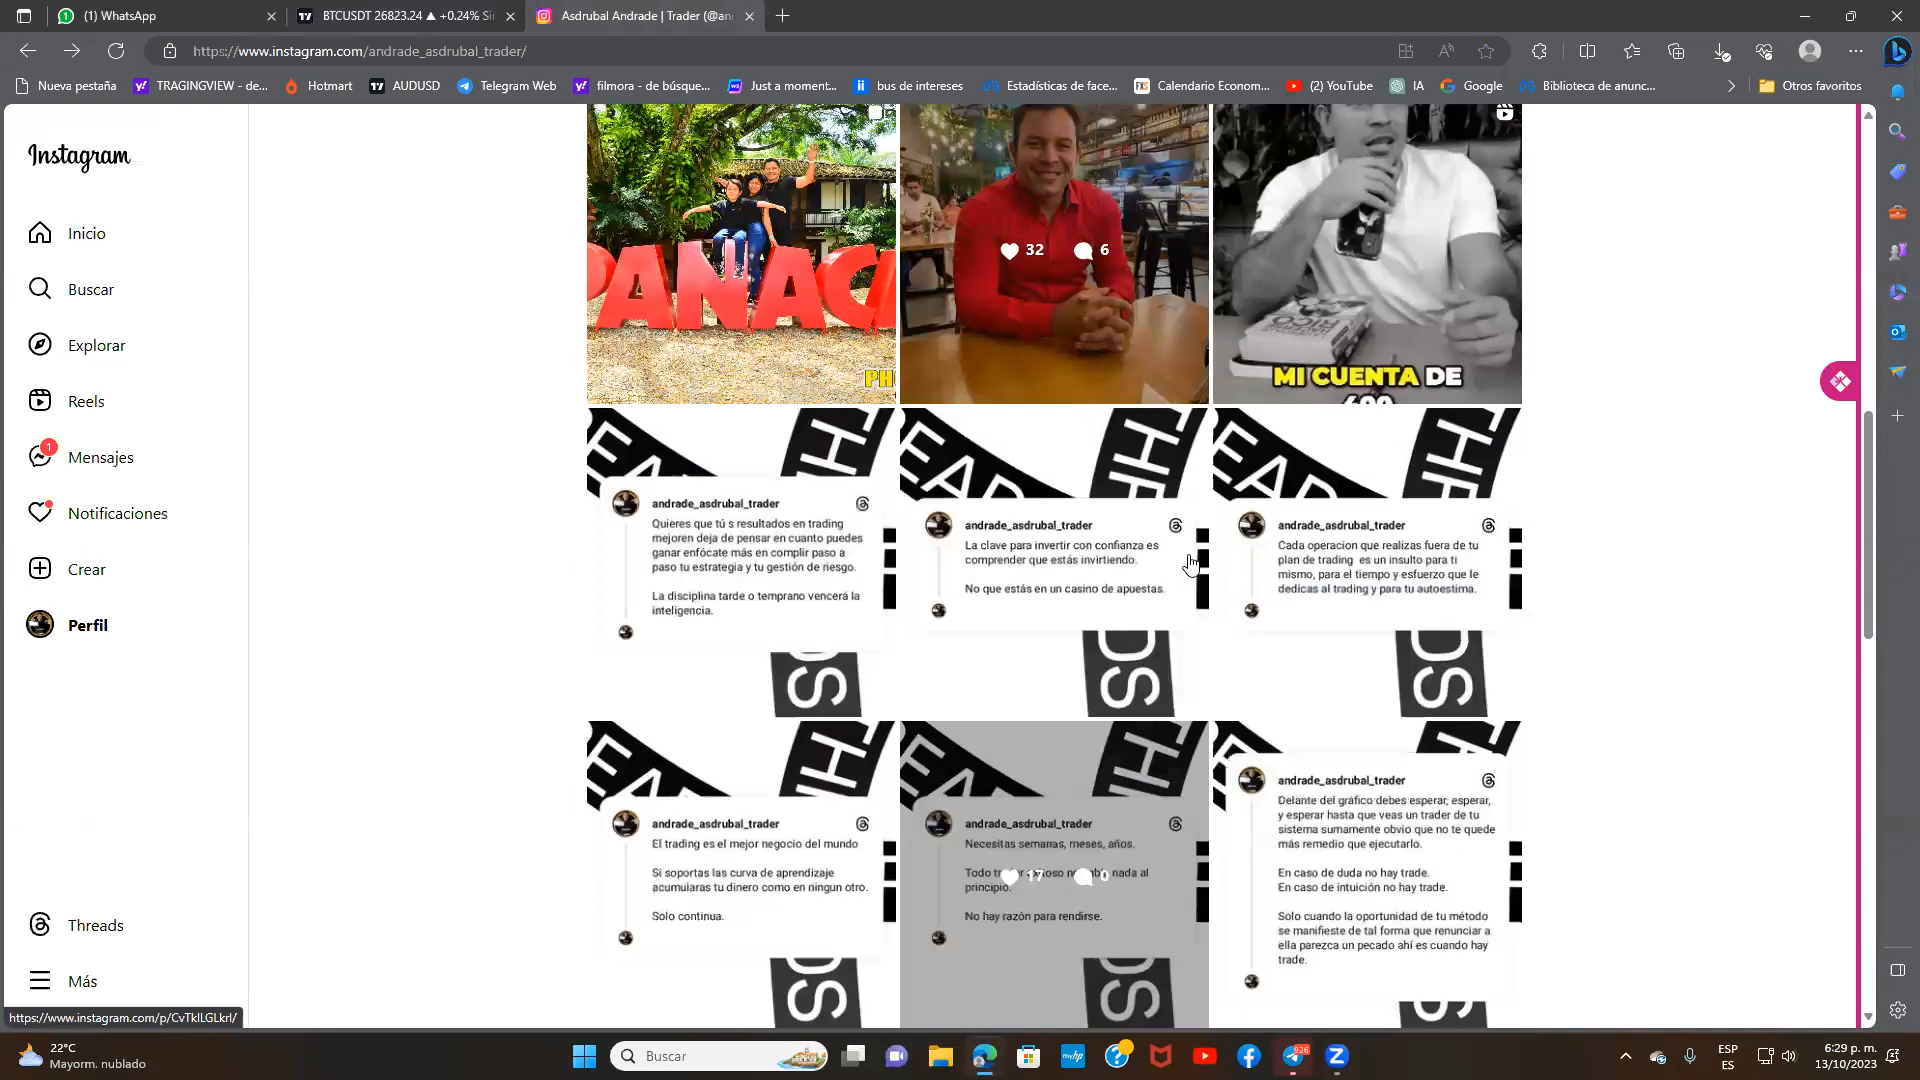 (1) WhatsApp
BTCUSDT 26823.24 ▲ +0.24% Si
Asdrubal Andrade | Trader (@an
https://www.instagram.com/andrade_asdrubal_trader/
Nueva pestaña
TRAGINGVIEW - de...
Hotmart
AUDUSD
Telegram Web
filmora - de búsque...
Just a moment...
bus de intereses
Estadísticas de face...
Calendario Econom...
(2) YouTube
IA
Google
Biblioteca de anunc...
Otros favoritos
Instagram
Inicio
Buscar
Explorar
Reels
1
Mensajes
Notificaciones
Crear
Perfil
Threads
Más
https://www.instagram.com/p/CvTklLGLkrl/
PANAC
PH
32
6
MI CUENTA DE
andrade_asdrubal_trader
Quieres que tú s resultados en trading
mejoren deja de pensar en cuanto puedes
ganar enfócate más en complir paso a
paso tu estrategia y tu gestión de riesgo.
La disciplina tarde o temprano vencerá la
inteligencia.
andrade_asdrubal_trader
La clave para invertir con confianza es
comprender que estás invirtiendo.
No que estás en un casino de apuestas.
andrade_asdrubal_trader
Cada operacion que realizas fuera de tu
plan de trading es un insulto para ti
mismo, para el tiempo y esfuerzo que le
dedicas al trading y para tu autoestima.
andrade_asdrubal_trader
El trading es el mejor negocio del mundo
Si soportas las curva de aprendizaje
acumularas tu dinero como en ningun otro.
Solo continua.
andrade_asdrubal_trader
Necesitas semanas, meses, años.
17
0
principio.
No hay razón para rendirse.
andrade_asdrubal_trader
Delante del gráfico debes esperar, esperar,
y esperar hasta que veas un trader de tu
sistema sumamente obvio que no te quede
más remedio que ejecutarlo.
En caso de duda no hay trade.
En caso de intuición no hay trade.
Solo cuando la oportunidad de tu método
se manifieste de tal forma que renunciar a
ella parezca un pecado ahí es cuando hay
trade.
22°C
Mayorm. nublado
Buscar
926
ESP
ES
6:29 p. m.
13/10/2023